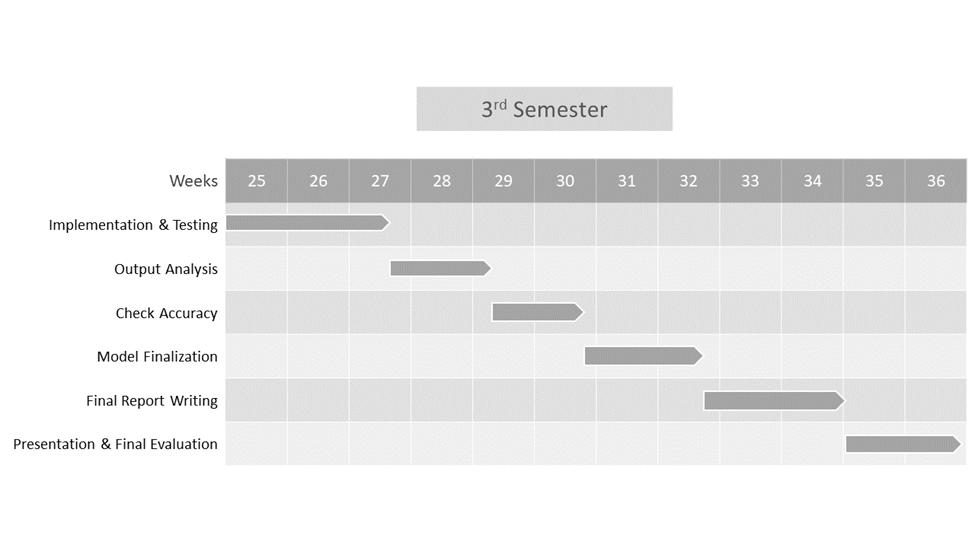 3rd Semester
Weeks 25 26 27 28 29 30 31 32 33 34 35 36
Implementation & Testing
Output Analysis
Check Accuracy
Model Finalization
Final Report Writing
Presentation & Final Evaluation